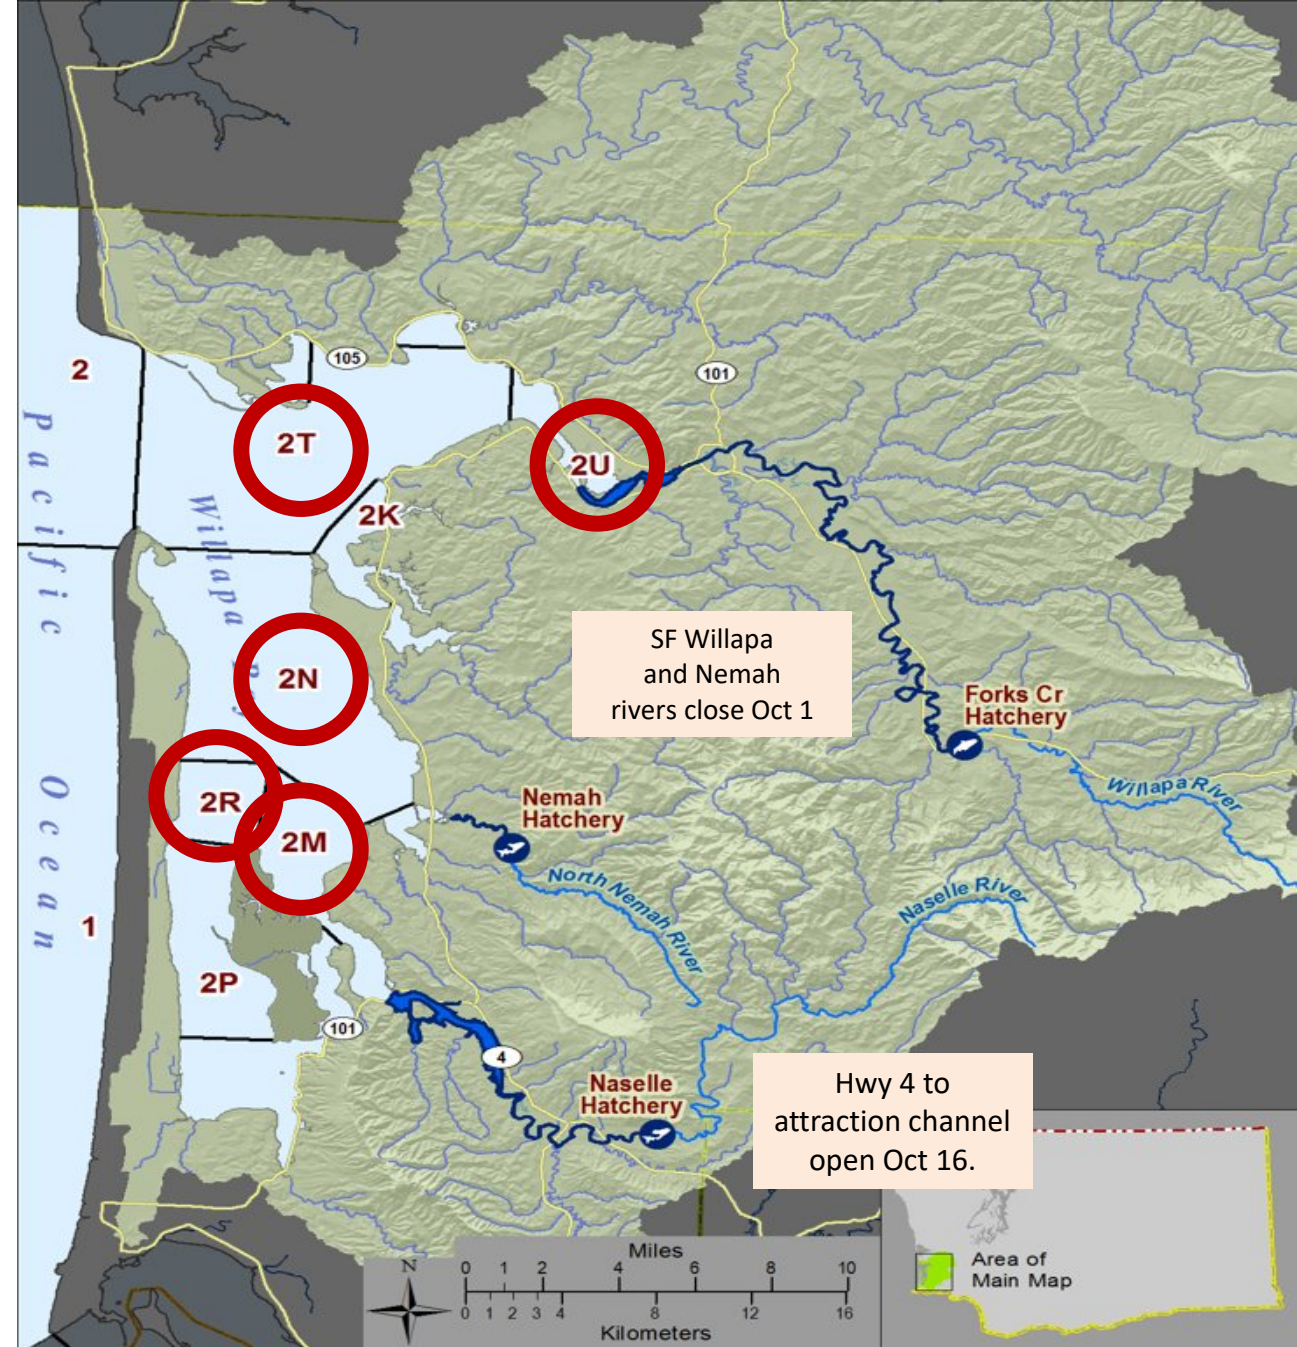 2
105
101
2T
2U
2K
Pacific Ocean
Willapa Bay
2N
SF Willapa
and Nemah
rivers close Oct 1
Forks Cr
Hatchery
Willapa River
2R
2M
Nemah
Hatchery
North Nemah River
Naselle River
1
2P
101
4
Naselle
Hatchery
Hwy 4 to
attraction channel
open Oct 16.
Miles
N
0 1 2 4 6 8 10
0 1 2 3 4 8 12 16
Kilometers
Area of
Main Map